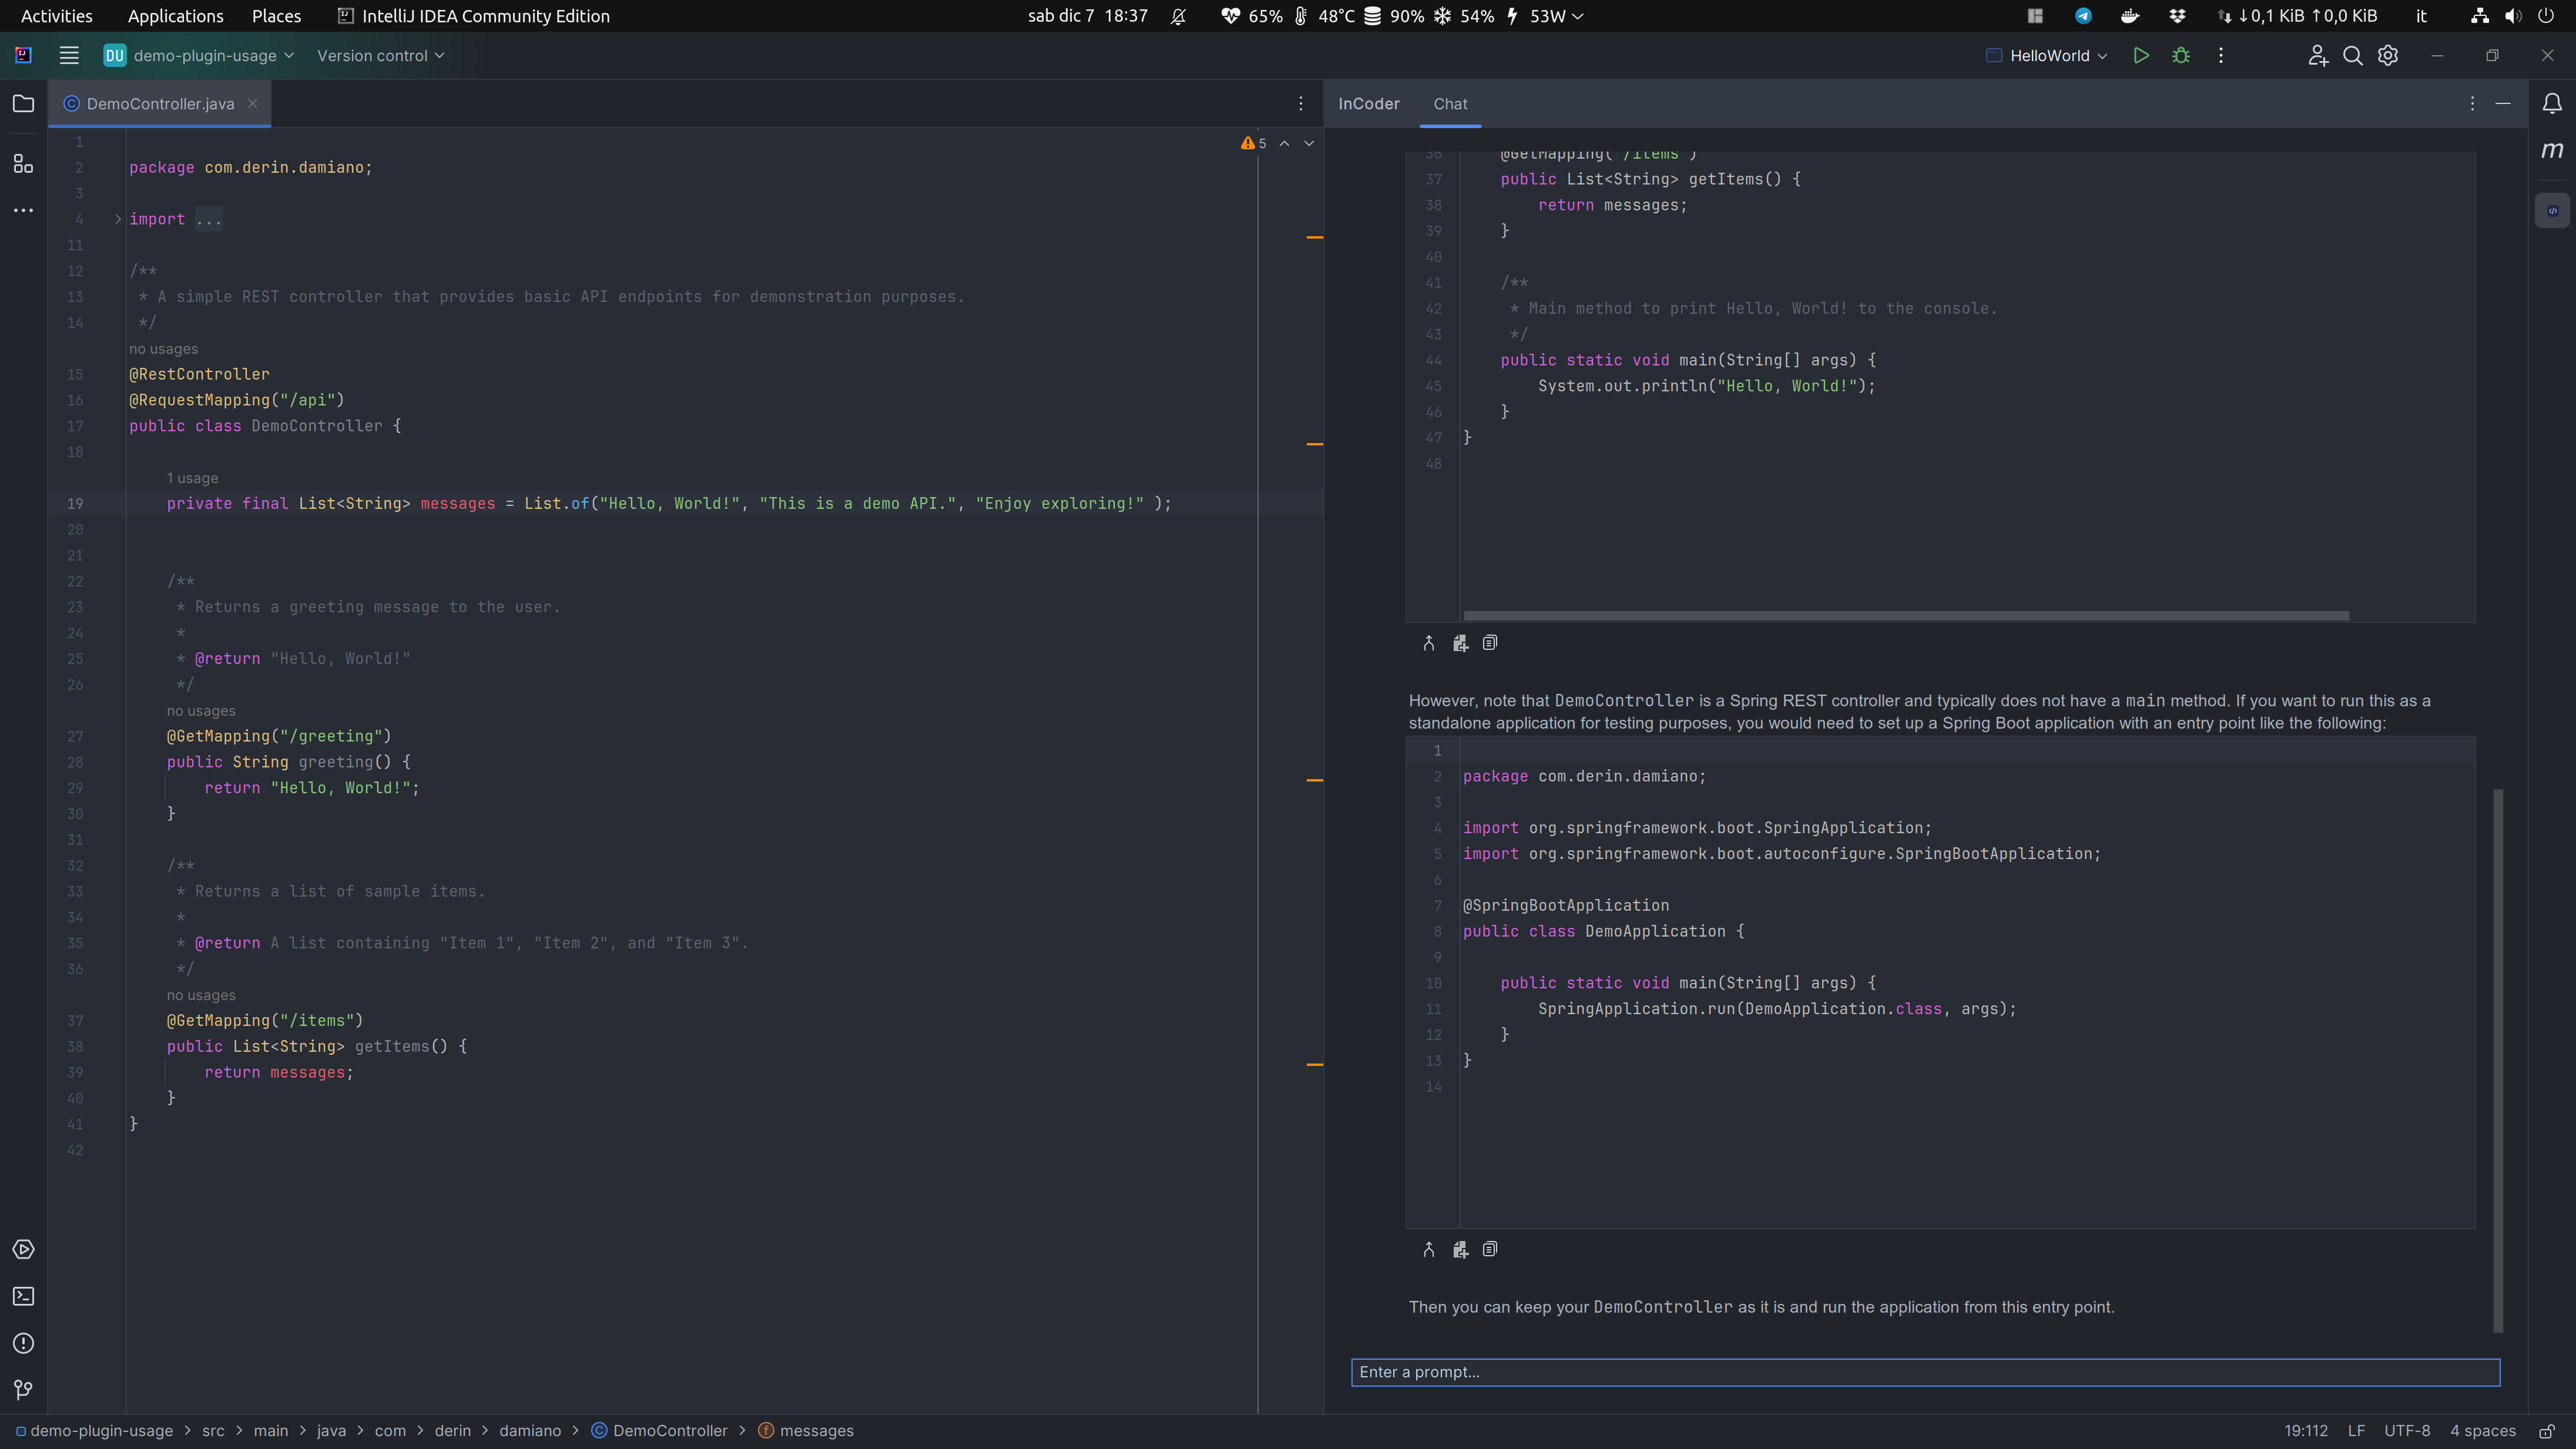 Activities Applications Places IntelliJ IDEA Community Edition sab dic 7 18:37 65% 48°C 90% 54% 53W ↓0,1 KiB ↑0,0 KiB it
DU demo-plugin-usage Version control HelloWorld
DemoController.java
5
1
2 package com.derin.damiano;
3
4 import ...
11
12 /**
13 * A simple REST controller that provides basic API endpoints for demonstration purposes.
14 */
no usages
15 @RestController
16 @RequestMapping("/api")
17 public class DemoController {
18
1 usage
19 private final List<String> messages = List.of("Hello, World!", "This is a demo API.", "Enjoy exploring!" );
20
21
22 /**
23 * Returns a greeting message to the user.
24 *
25 * @return "Hello, World!"
26 */
no usages
27 @GetMapping("/greeting")
28 public String greeting() {
29 return "Hello, World!";
30 }
31
32 /**
33 * Returns a list of sample items.
34 *
35 * @return A list containing "Item 1", "Item 2", and "Item 3".
36 */
no usages
37 @GetMapping("/items")
38 public List<String> getItems() {
39 return messages;
40 }
41 }
42
InCoder Chat
36 @GetMapping("/items")
37 public List<String> getItems() {
38 return messages;
39 }
40
41 /**
42 * Main method to print Hello, World! to the console.
43 */
44 public static void main(String[] args) {
45 System.out.println("Hello, World!");
46 }
47 }
48
However, note that DemoController is a Spring REST controller and typically does not have a main method. If you want to run this as a
standalone application for testing purposes, you would need to set up a Spring Boot application with an entry point like the following:
1
2 package com.derin.damiano;
3
4 import org.springframework.boot.SpringApplication;
5 import org.springframework.boot.autoconfigure.SpringBootApplication;
6
7 @SpringBootApplication
8 public class DemoApplication {
9
10 public static void main(String[] args) {
11 SpringApplication.run(DemoApplication.class, args);
12 }
13 }
14
Then you can keep your DemoController as it is and run the application from this entry point.
Enter a prompt...
m
demo-plugin-usage > src > main > java > com > derin > damiano > DemoController > messages 19:112 LF UTF-8 4 spaces